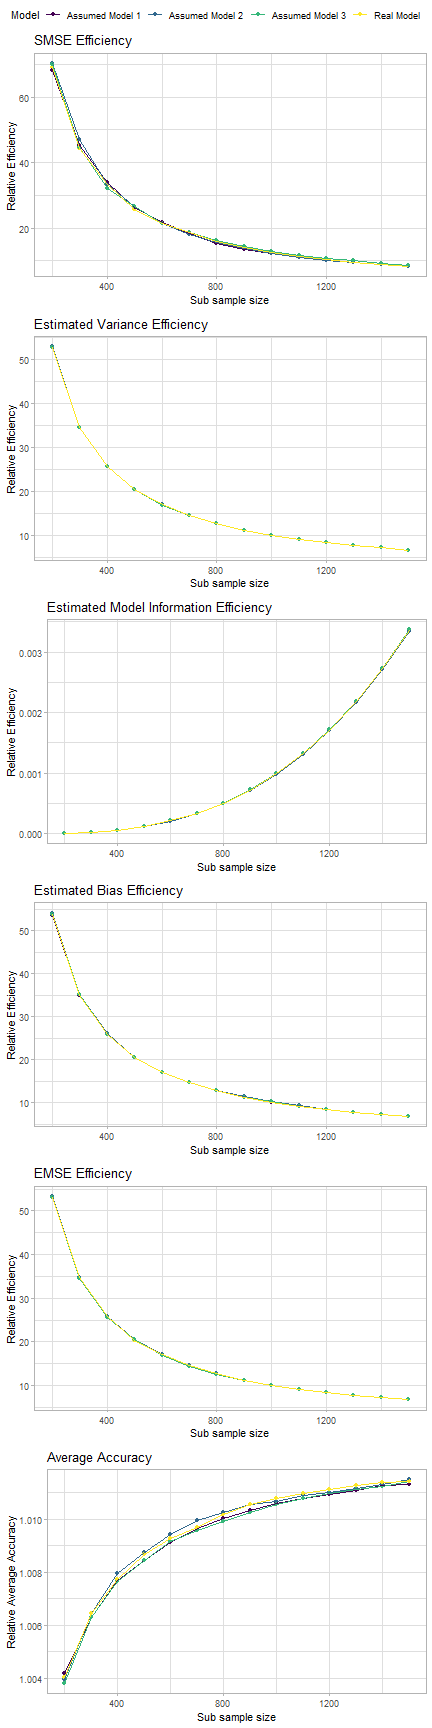 Model Assumed Model 1 Assumed Model 2 Assumed Model 3 Real Model
SMSE Efficiency
60
40
20
Relative Efficiency
400 800 1200
Sub sample size
Estimated Variance Efficiency
50
40
30
20
10
Relative Efficiency
400 800 1200
Sub sample size
Estimated Model Information Efficiency
0.003
0.002
0.001
0.000
Relative Efficiency
400 800 1200
Sub sample size
Estimated Bias Efficiency
50
40
30
20
10
Relative Efficiency
400 800 1200
Sub sample size
EMSE Efficiency
50
40
30
20
10
Relative Efficiency
400 800 1200
Sub sample size
Average Accuracy
1.010
1.008
1.006
1.004
Relative Average Accuracy
400 800 1200
Sub sample size